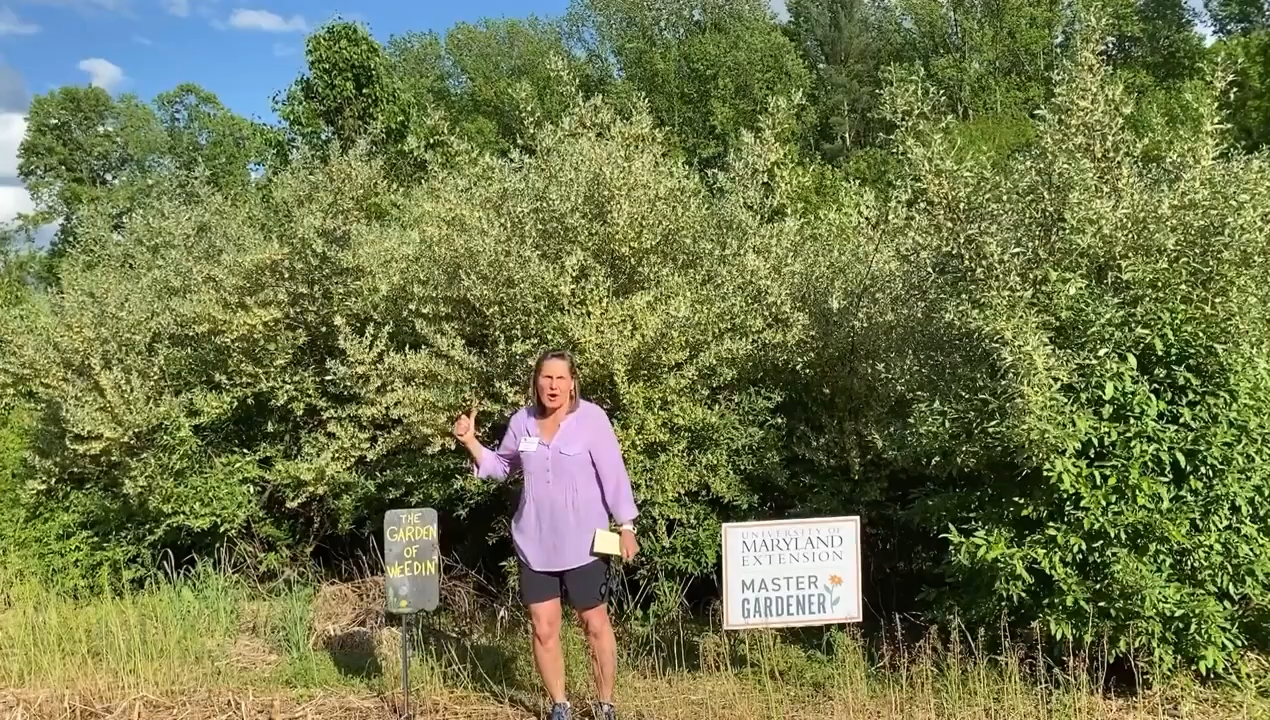 THE
GARDEN
OF
WEEDIN'
UNIVERSITY OF
MARYLAND
EXTENSION
MASTER
GARDENER